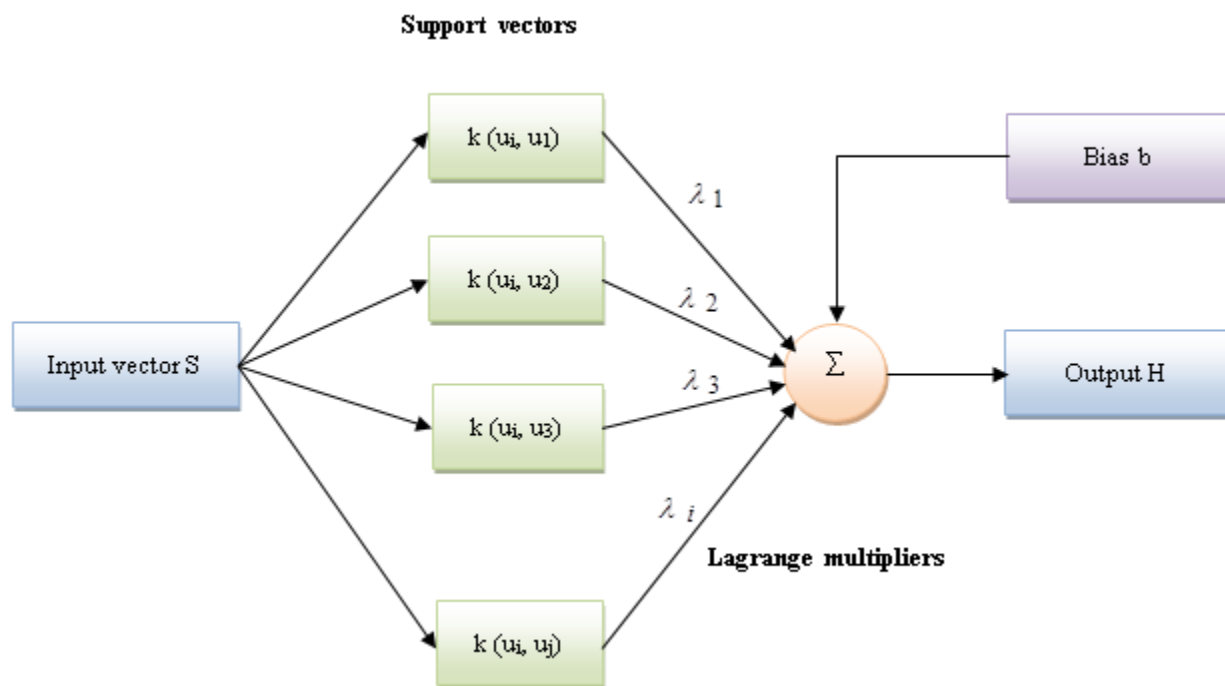 Support vectors
k (uᵢ, u₁)
Bias b
λ 1
k (uᵢ, u₂)
λ 2
Input vector S
Σ
Output H
λ 3
k (uᵢ, u₃)
λ i
Lagrange multipliers
k (uᵢ, uⱼ)